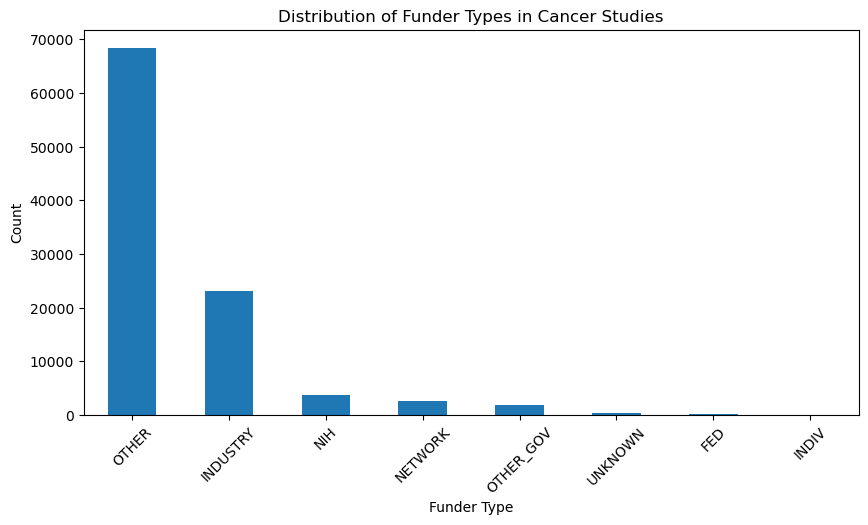 Distribution of Funder Types in Cancer Studies
70000
60000
50000
40000
30000
20000
10000
0
Count
OTHER
INDUSTRY
NIH
NETWORK
OTHER_GOV
UNKNOWN
FED
INDIV
Funder Type